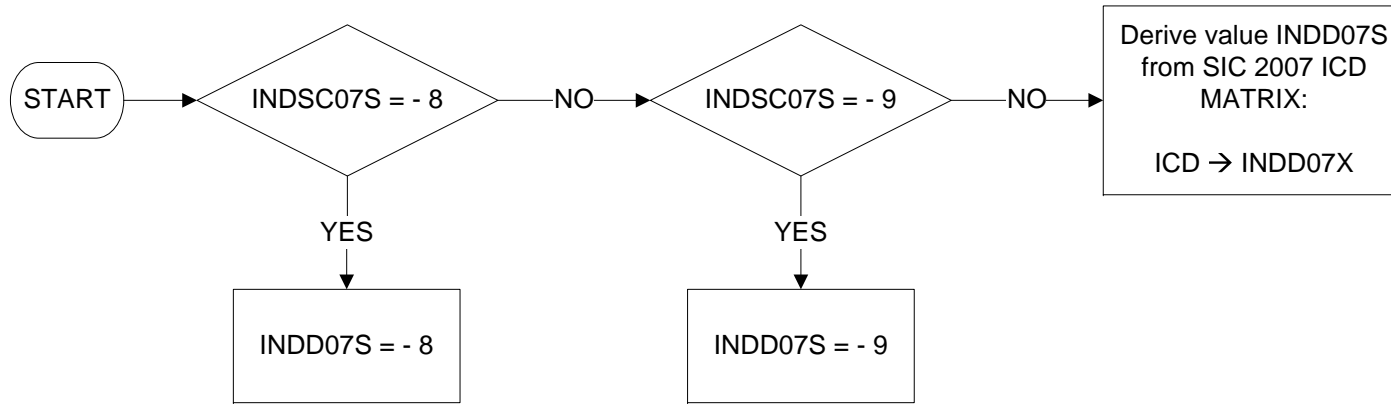 START
INDSC07S = - 8
NO
INDSC07S = - 9
NO
Derive value INDD07S
from SIC 2007 ICD
MATRIX:
ICD → INDD07X
YES
YES
INDD07S = - 8
INDD07S = - 9